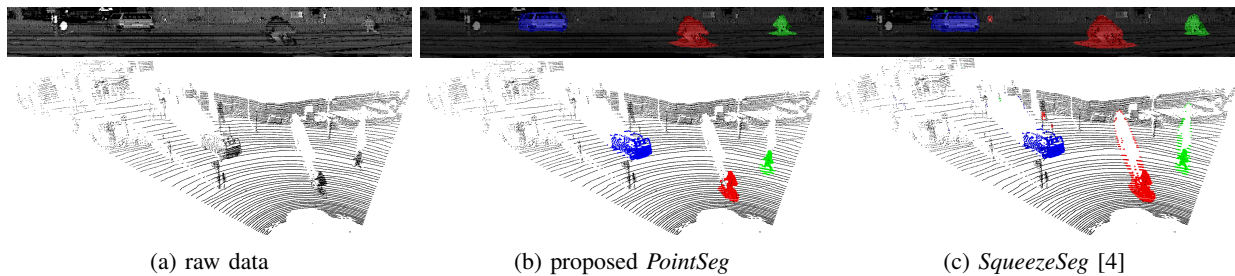 (a) raw data
(b) proposed PointSeg
(c) SqueezeSeg [4]